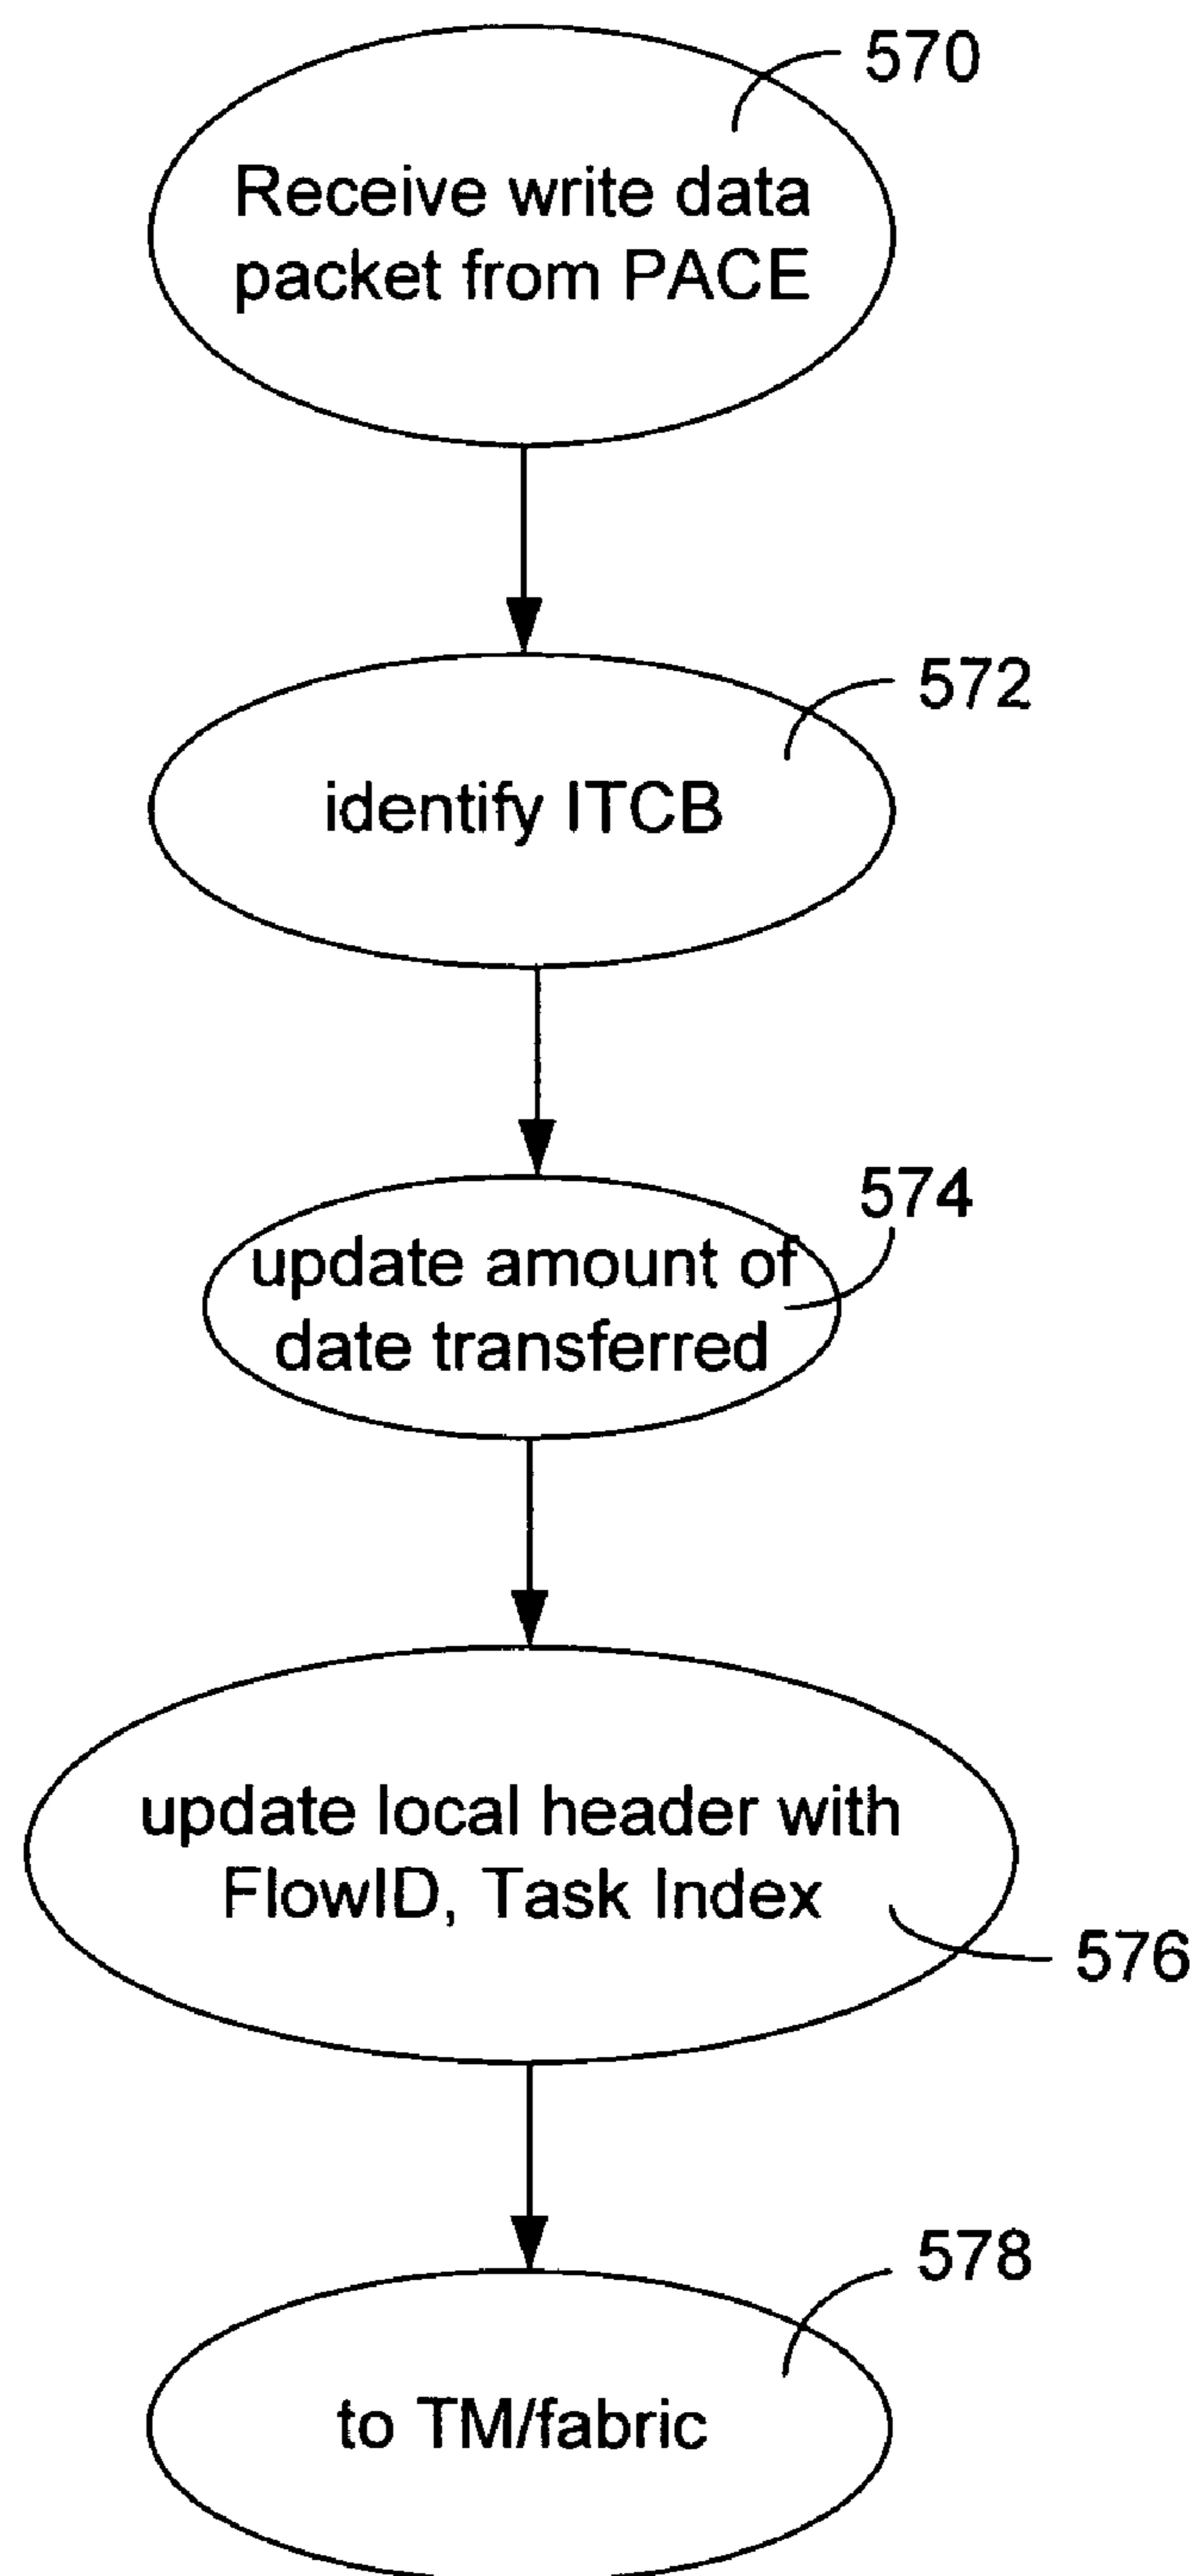 570
Receive write data
packet from PACE
572
identify ITCB
574
update amount of
date transferred
update local header with
FlowID, Task Index
576
578
to TM/fabric